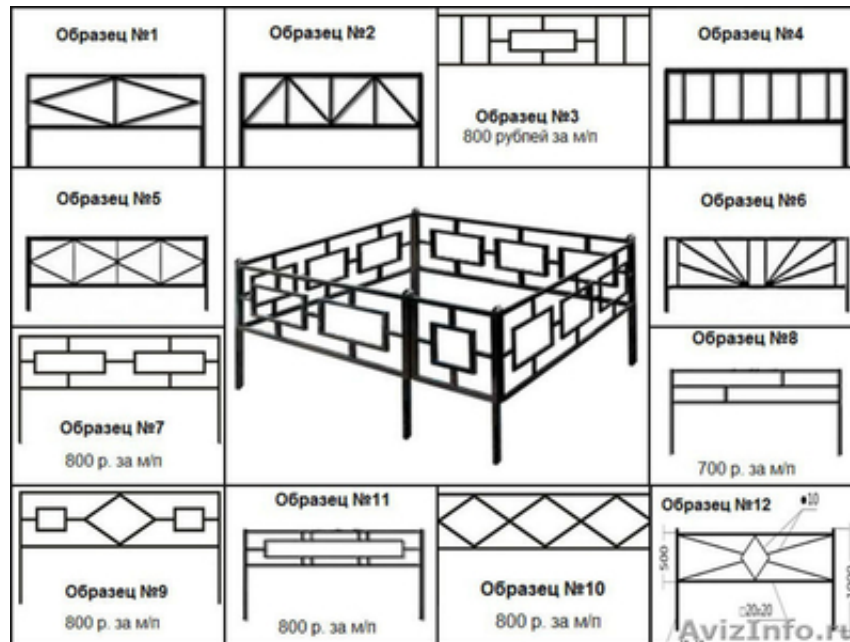 Образец №1
Образец №2
Образец №3
800 рублей за м/п
Образец №4
Образец №5
Образец №6
Образец №7
800 р. за м/п
Образец №8
700 р. за м/п
Образец №9
800 р. за м/п
Образец №11
800 р. за м/п
Образец №10
800 р. за м/п
Образец №12
10
500
□20х20
AvizInfo.ru